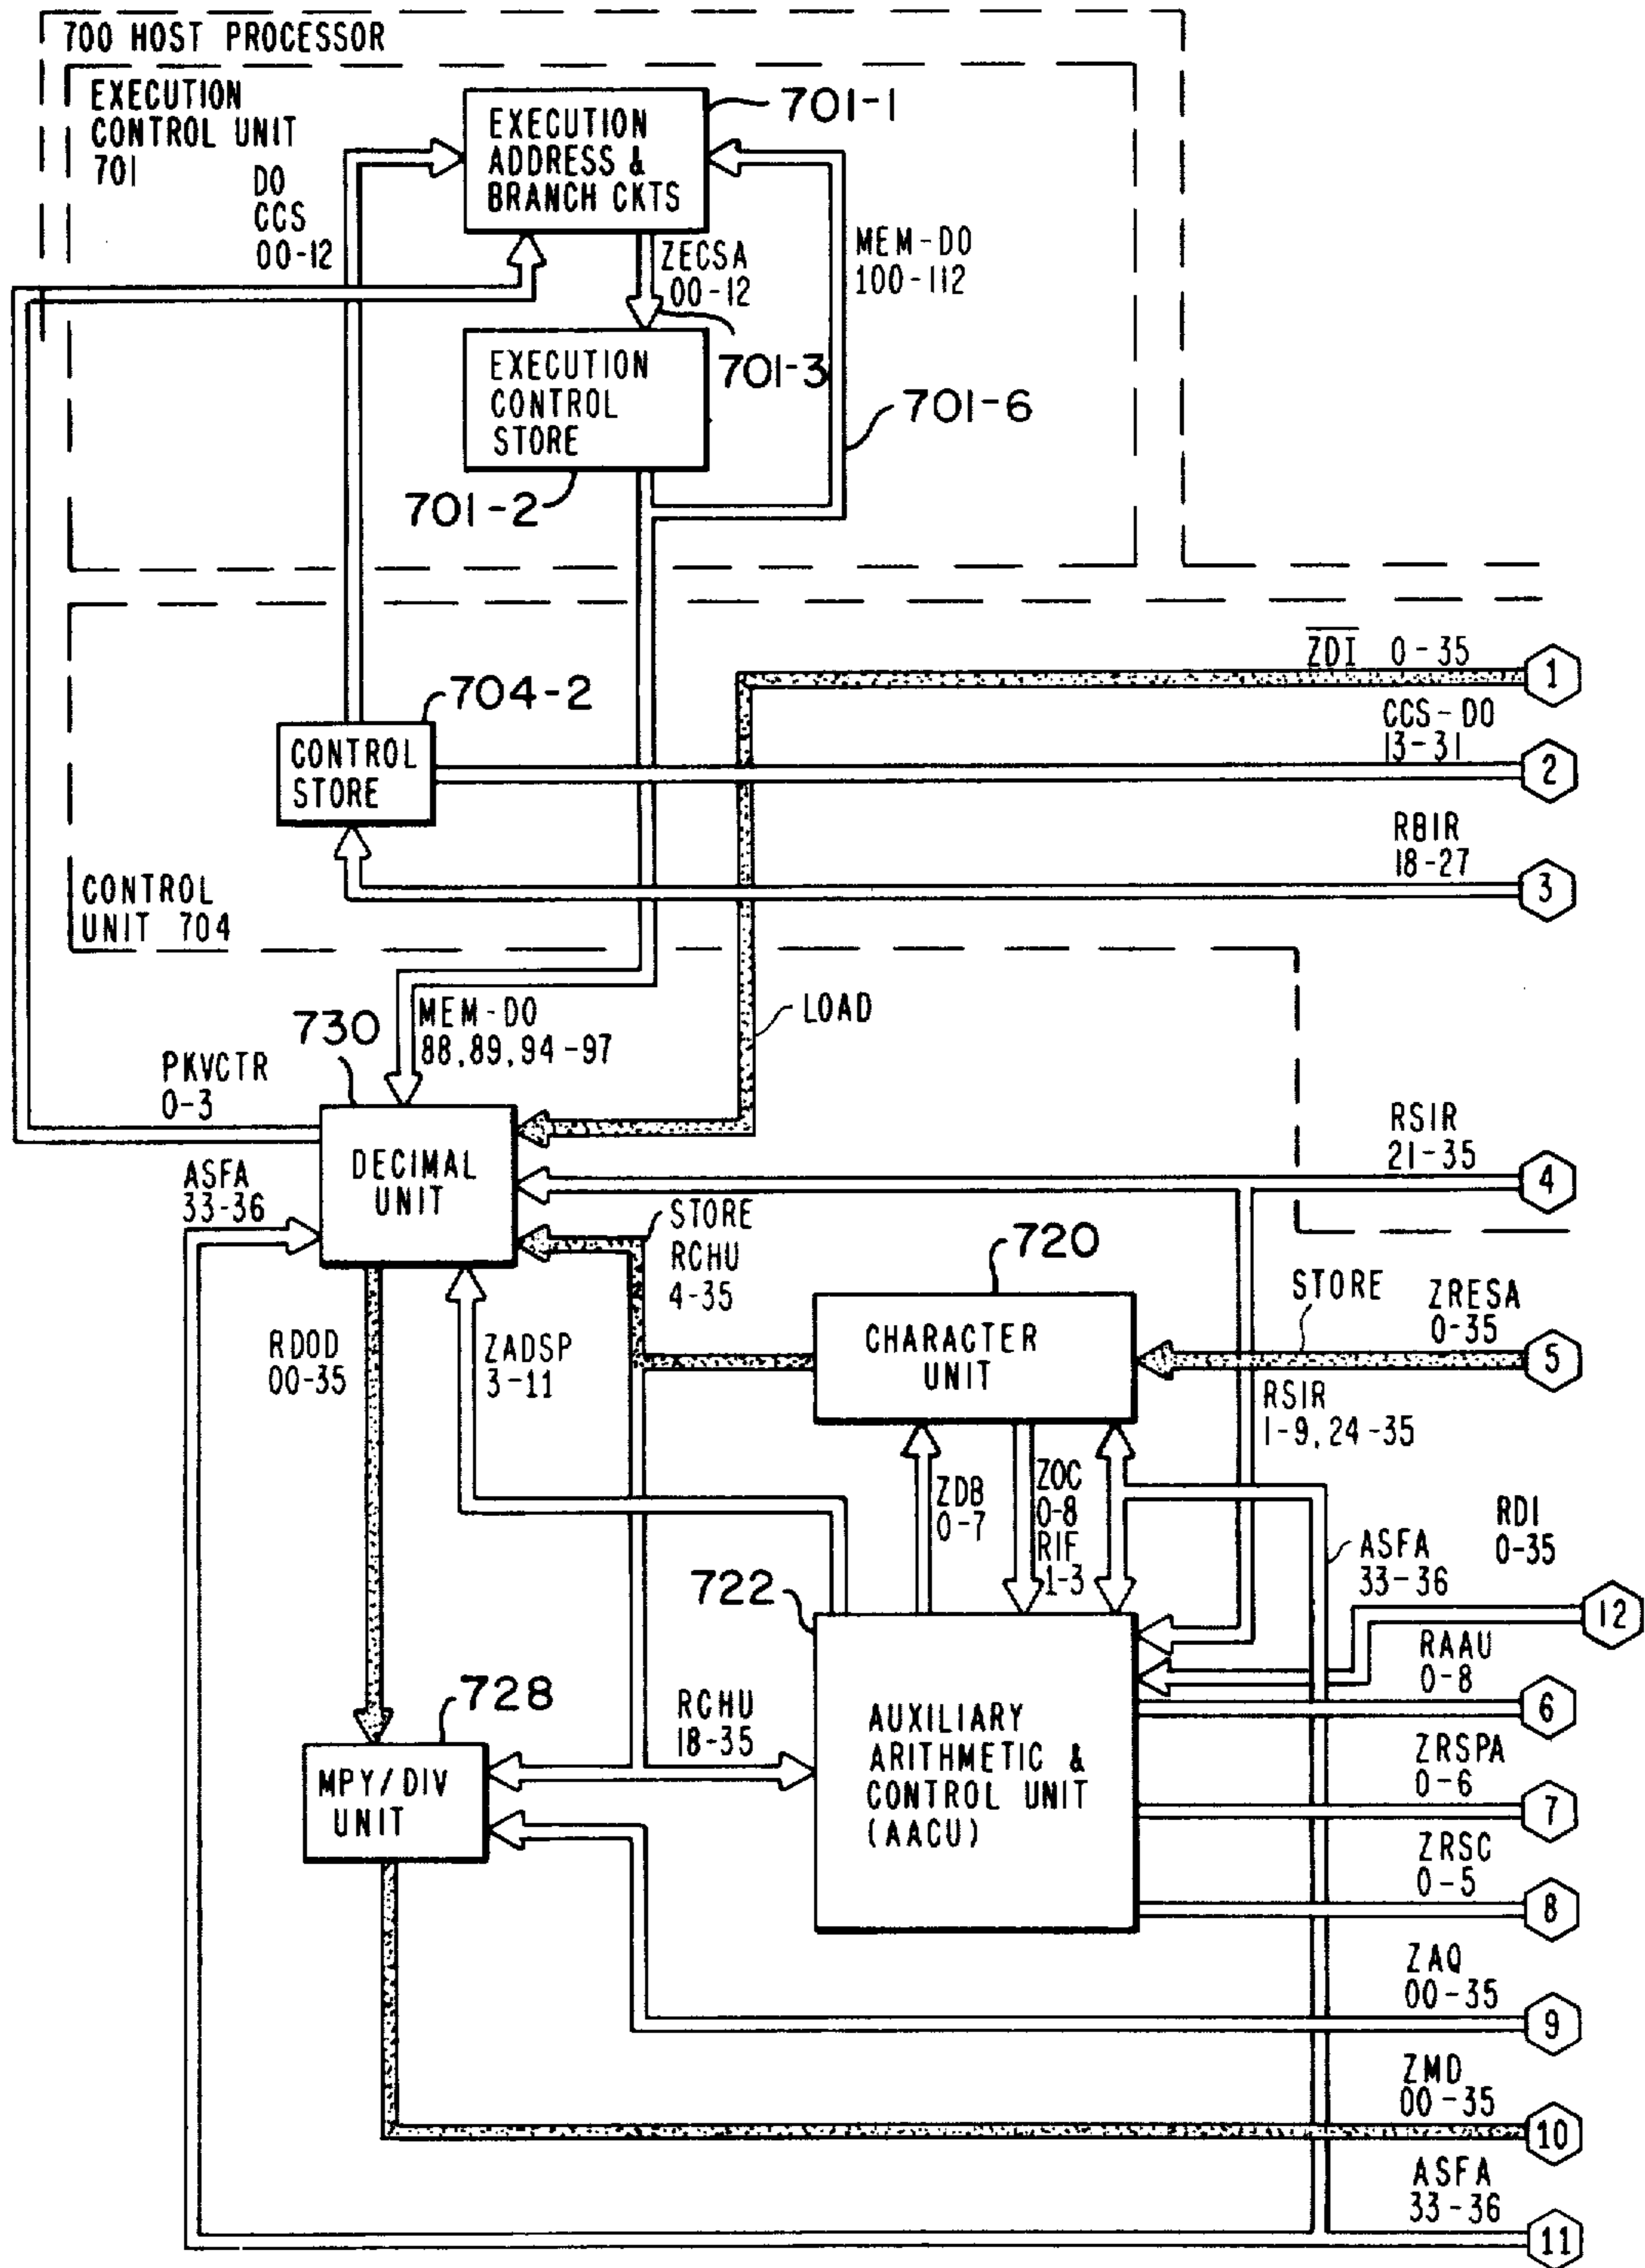 700 HOST PROCESSOR
EXECUTION
CONTROL UNIT
701
DO
CCS
00-12
EXECUTION
ADDRESS &
BRANCH CKTS
701-1
ZECSA
00-12
MEM-DO
100-112
EXECUTION
CONTROL
STORE
701-3
701-6
701-2
ZDI 0-35
1
704-2
CCS-DO
13-31
2
CONTROL
STORE
RBIR
18-27
3
CONTROL
UNIT 704
LOAD
730
MEM-DO
88,89,94-97
PKVCTR
0-3
DECIMAL
UNIT
RSIR
21-35
4
ASFA
33-36
STORE
RCHU
4-35
720
STORE
ZRESA
0-35
5
CHARACTER
UNIT
RDOD
00-35
ZADSP
3-11
RSIR
1-9,24-35
ZDB
0-7
ZOC
0-8
RIF
1-3
RDI
0-35
ASFA
33-36
12
722
RAAU
0-8
6
728
RCHU
18-35
AUXILIARY
ARITHMETIC &
CONTROL UNIT
(AACU)
MPY/DIV
UNIT
ZRSPA
0-6
7
ZRSC
0-5
8
ZAQ
00-35
9
ZMD
00-35
10
ASFA
33-36
11